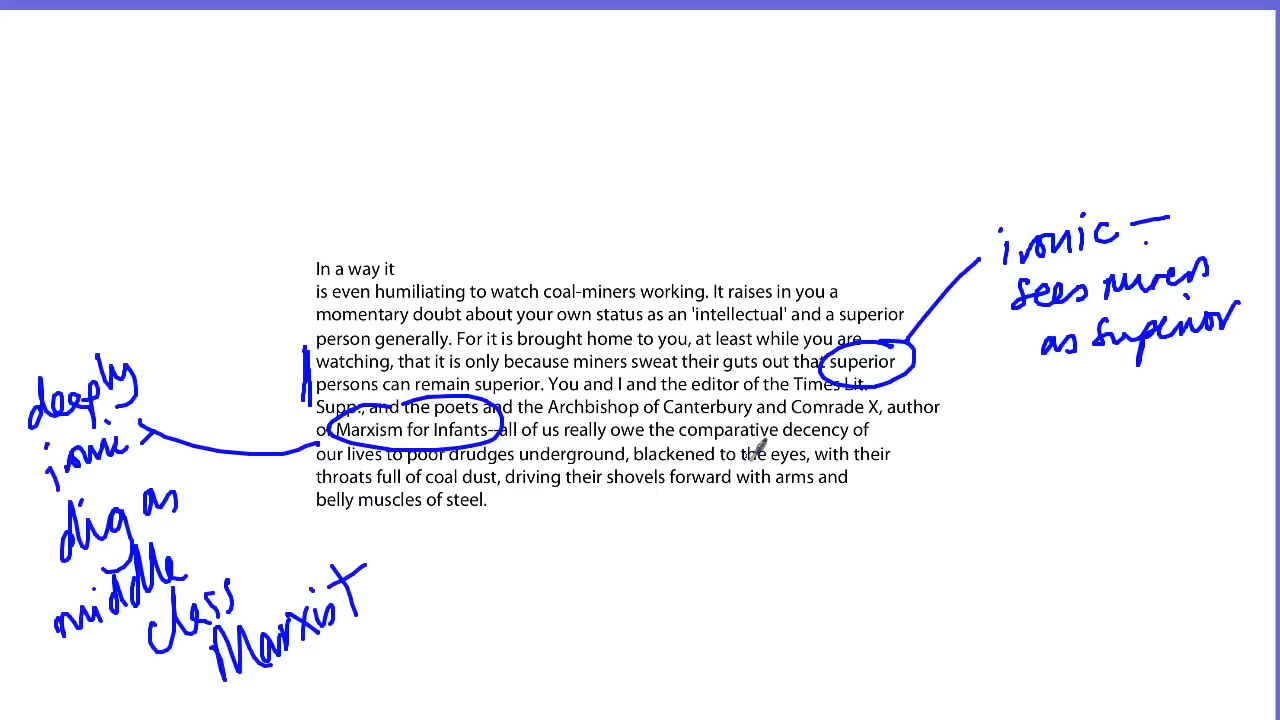 In a way it
is even humiliating to watch coal-miners working. It raises in you a
momentary doubt about your own status as an 'intellectual' and a superior
person generally. For it is brought home to you, at least while you are
watching, that it is only because miners sweat their guts out that superior
persons can remain superior. You and I and the editor of the Times Lit.
Supp., and the poets and the Archbishop of Canterbury and Comrade X, author
of Marxism for Infants--all of us really owe the comparative decency of
our lives to poor drudges underground, blackened to the eyes, with their
throats full of coal dust, driving their shovels forward with arms and
belly muscles of steel.
ironic –
sees miners
as superior
deeply
ironic
dig as
middle
class
Marxist